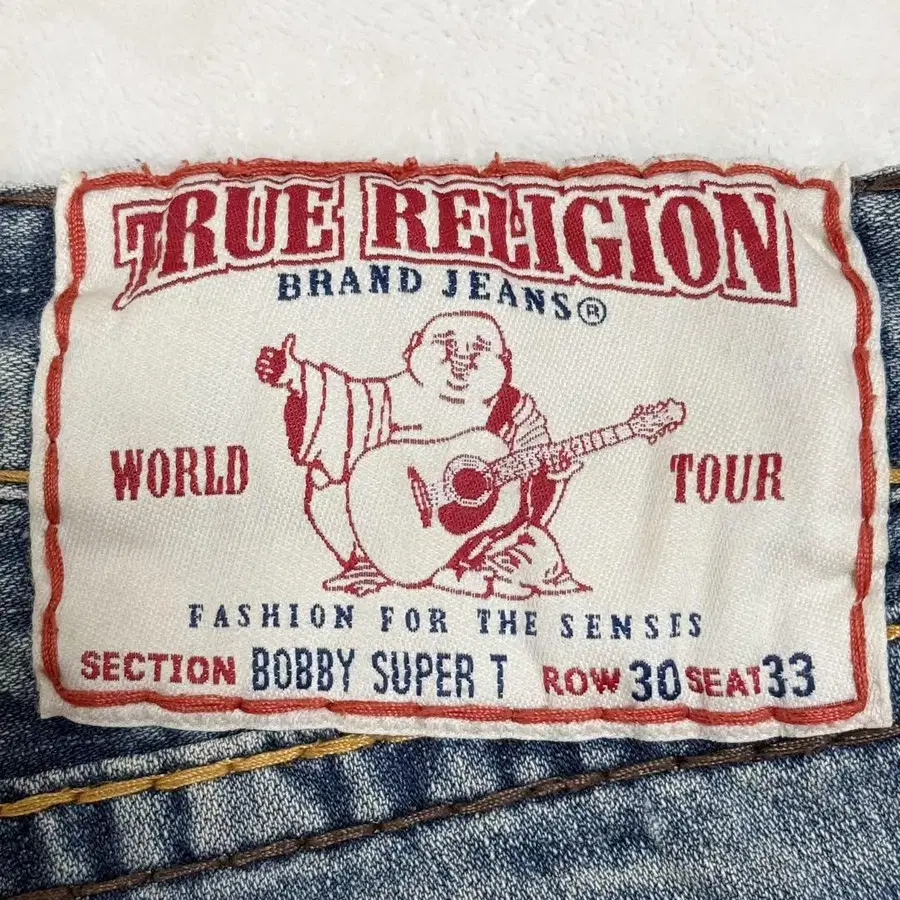 TRUE RELIGION
BRAND JEANS®
WORLD TOUR
FASHION FOR THE SENSES
SECTION BOBBY SUPER T ROW 30 SEAT 33